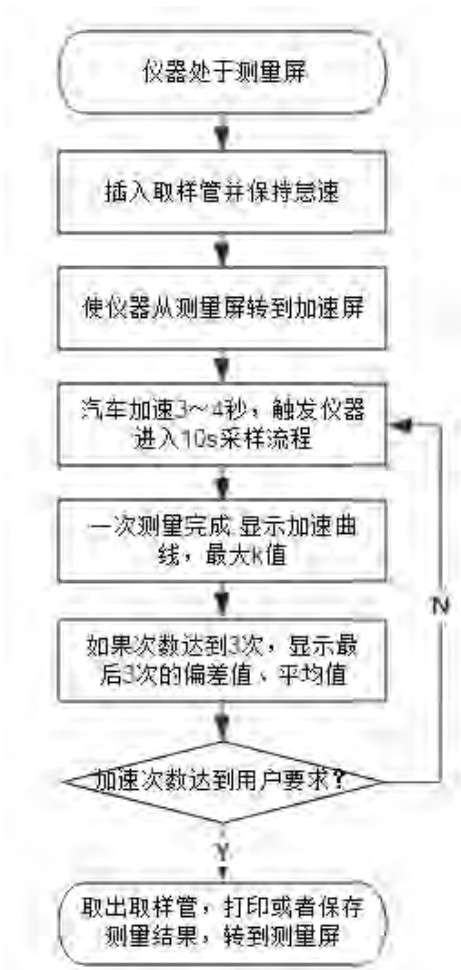 仪器处于测量屏
插入取样管并保持怠速
使仪器从测量屏转到加速屏
汽车加速3～4秒，触发仪器
进入10s采样流程
一次测量完成.显示加速曲
线，最大k值
如果次数达到3次，显示最
后3次的偏差值、平均值
加速次数达到用户要求？
N
Y
取出取样管，打印或者保存
测量结果，转到测量屏